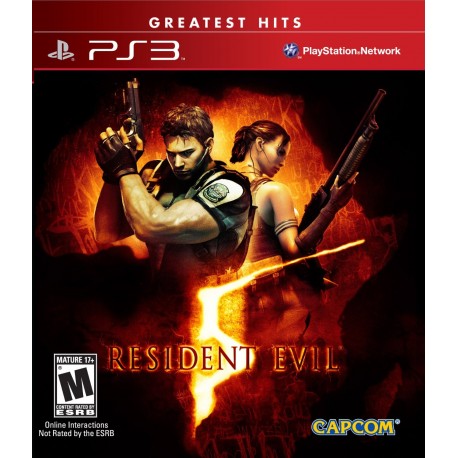 GREATEST HITS
PS3
PlayStation®Network
RESIDENT EVIL
5
MATURE 17+
M
CONTENT RATED BY
ESRB
Online Interactions
Not Rated by the ESRB
CAPCOM